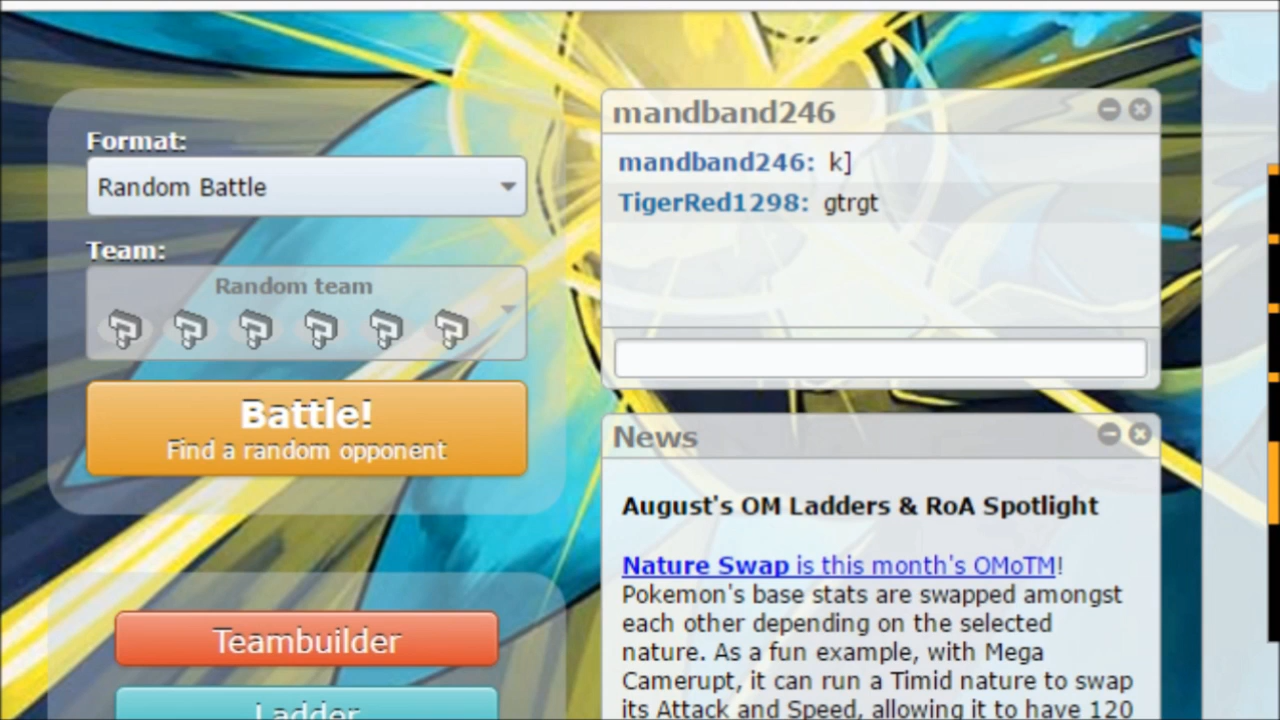 Format:
Random Battle
Team:
Random team
Battle!
Find a random opponent
Teambuilder
Ladder
mandband246
mandband246: k]
TigerRed1298: gtrgt
News
August's OM Ladders & RoA Spotlight
Nature Swap is this month's OMoTM!
Pokemon's base stats are swapped amongst
each other depending on the selected
nature. As a fun example, with Mega
Camerupt, it can run a Timid nature to swap
its Attack and Speed, allowing it to have 120